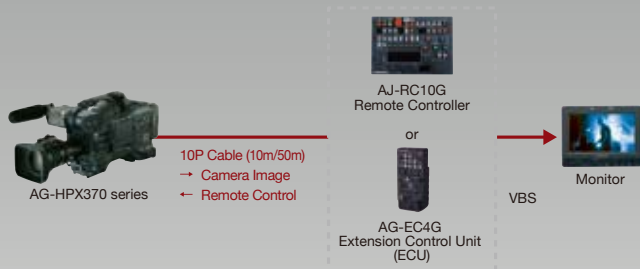 AJ-RC10G
Remote Controller
or
10P Cable (10m/50m)
→ Camera Image
← Remote Control
AG-HPX370 series
AG-EC4G
Extension Control Unit
(ECU)
VBS
Monitor